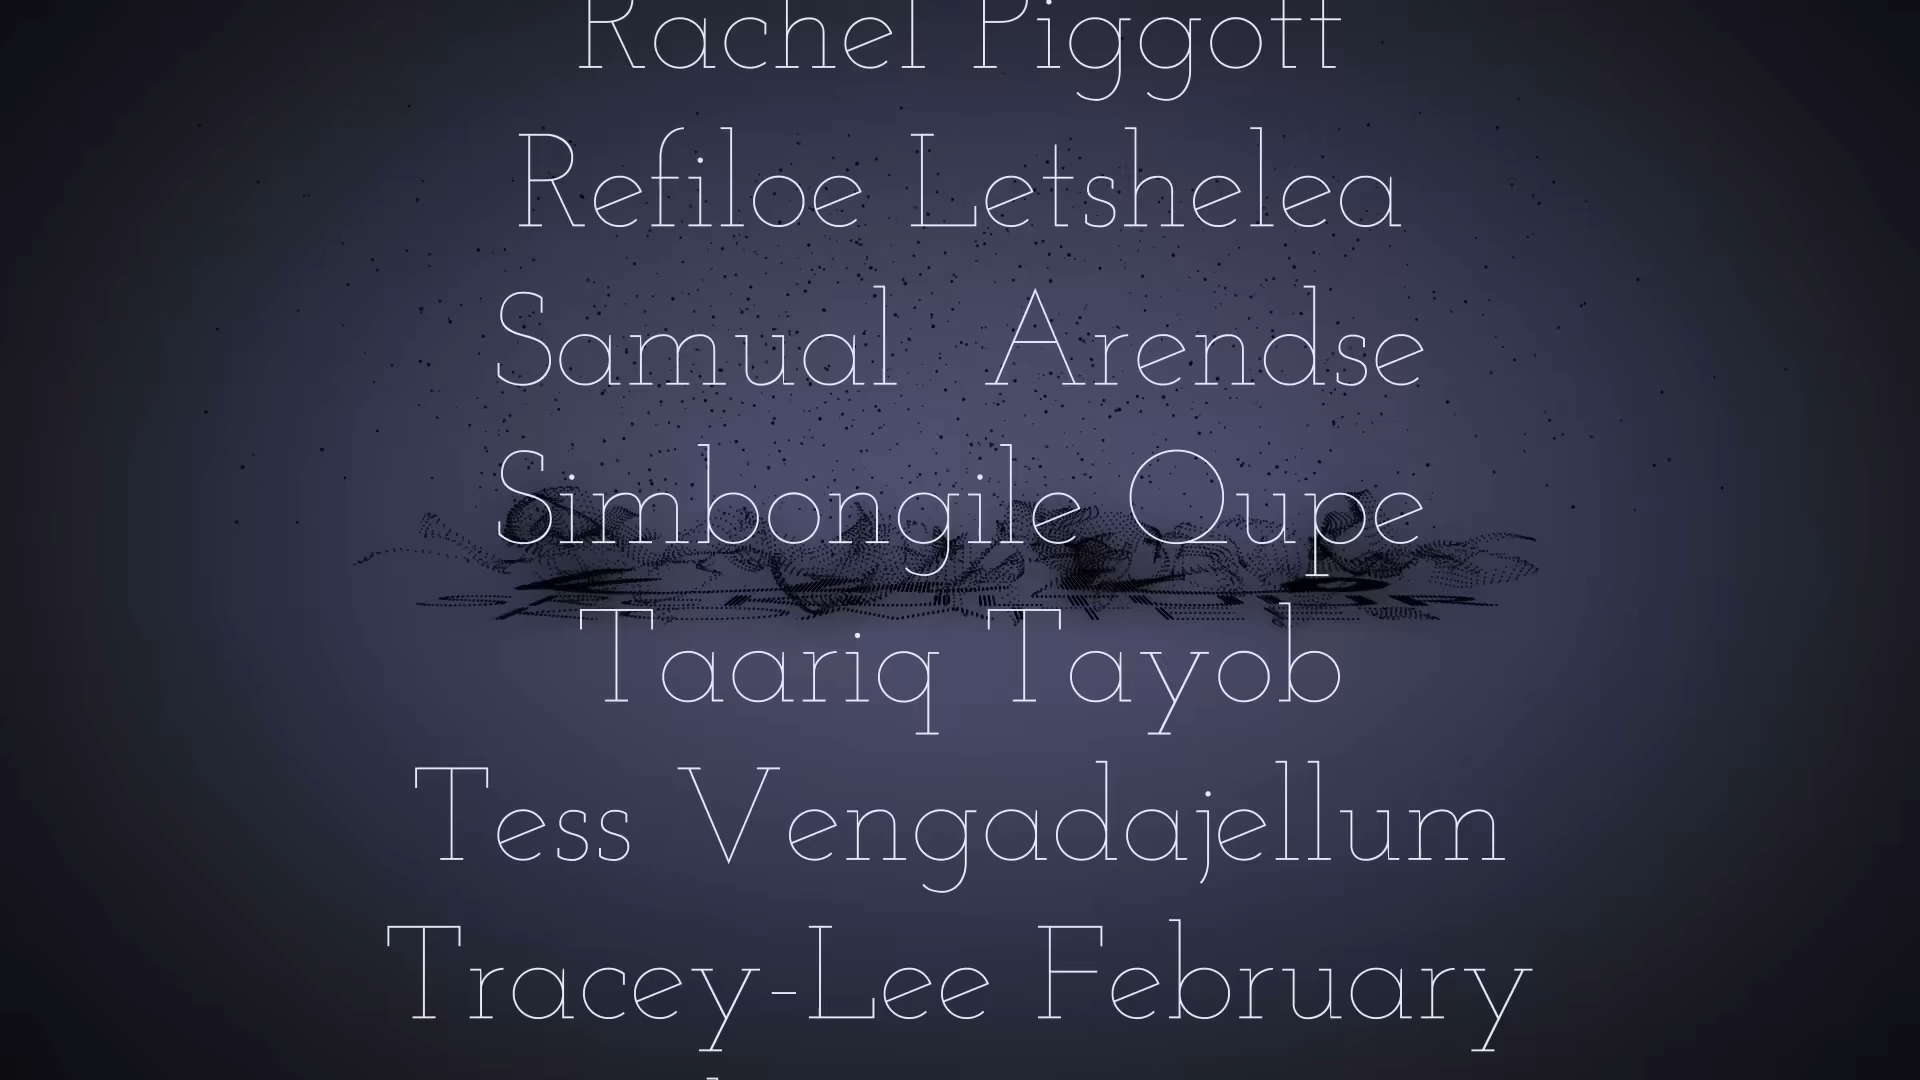 Rachel Piggott
Refiloe Letshelea
Samual Arendse
Simbongile Qupe
Taariq Tayob
Tess Vengadajellum
Tracey-Lee February